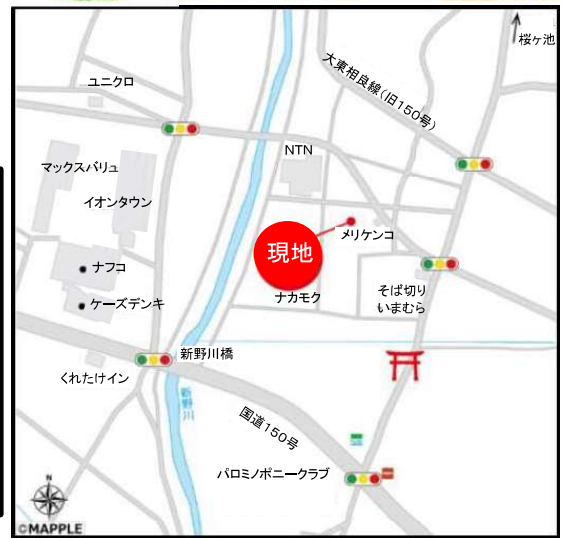 桜ヶ池
大東相良線(旧150号)
ユニクロ
NTN
マックスバリュ
イオンタウン
メリケンコ
現地
ナフコ
ナカモク
そば切り
いまむら
ケーズデンキ
新野川橋
くれたけイン
新野川
国道150号
パロミノポニークラブ
N
©MAPPLE